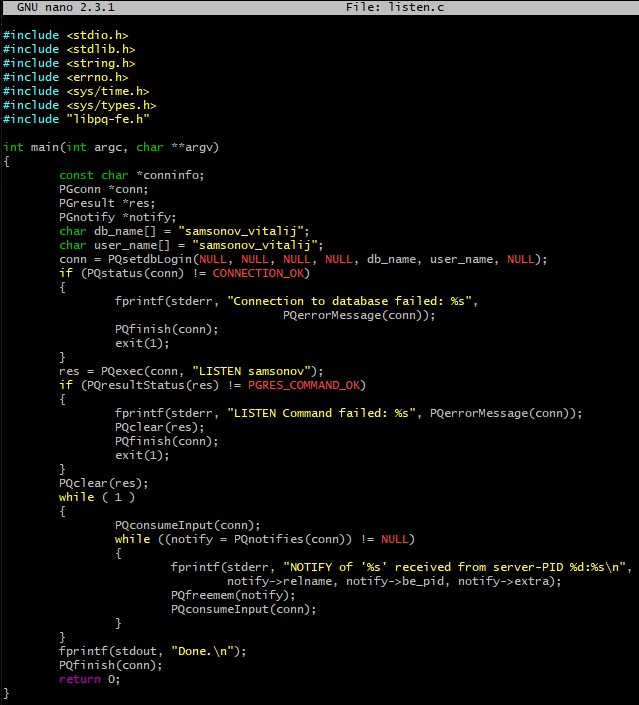 GNU nano 2.3.1 File: listen.c
#include <stdio.h>
#include <stdlib.h>
#include <string.h>
#include <errno.h>
#include <sys/time.h>
#include <sys/types.h>
#include "libpq-fe.h"
int main(int argc, char **argv)
{
const char *conninfo;
PGconn *conn;
PGresult *res;
PGnotify *notify;
char db_name[] = "samsonov_vitalij";
char user_name[] = "samsonov_vitalij";
conn = PQsetdbLogin(NULL, NULL, NULL, NULL, db_name, user_name, NULL);
if (PQstatus(conn) != CONNECTION_OK)
{
fprintf(stderr, "Connection to database failed: %s",
PQerrorMessage(conn));
PQfinish(conn);
exit(1);
}
res = PQexec(conn, "LISTEN samsonov");
if (PQresultStatus(res) != PGRES_COMMAND_OK)
{
fprintf(stderr, "LISTEN Command failed: %s", PQerrorMessage(conn));
PQclear(res);
PQfinish(conn);
exit(1);
}
PQclear(res);
while ( 1 )
{
PQconsumeInput(conn);
while ((notify = PQnotifies(conn)) != NULL)
{
fprintf(stderr, "NOTIFY of '%s' received from server-PID %d:%s\n",
notify->relname, notify->be_pid, notify->extra);
PQfreemem(notify);
PQconsumeInput(conn);
}
}
fprintf(stdout, "Done.\n");
PQfinish(conn);
return 0;
}